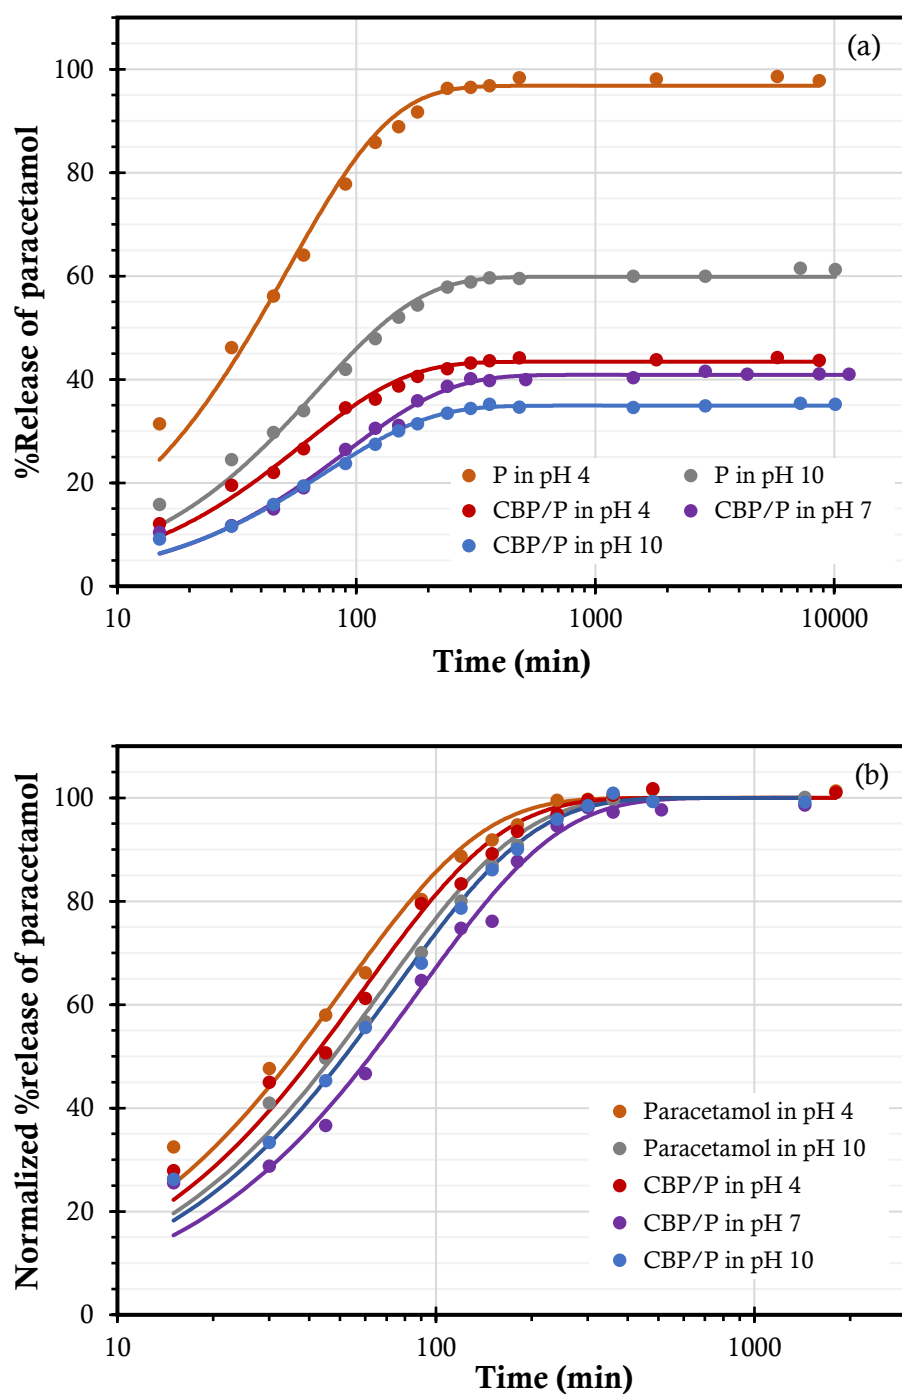 (a)
%Release of paracetamol
100
80
60
40
20
0
P in pH 4
P in pH 10
CBP/P in pH 4
CBP/P in pH 7
CBP/P in pH 10
10
100
1000
10000
Time (min)
(b)
Normalized %release of paracetamol
100
80
60
40
20
0
Paracetamol in pH 4
Paracetamol in pH 10
CBP/P in pH 4
CBP/P in pH 7
CBP/P in pH 10
10
100
1000
Time (min)